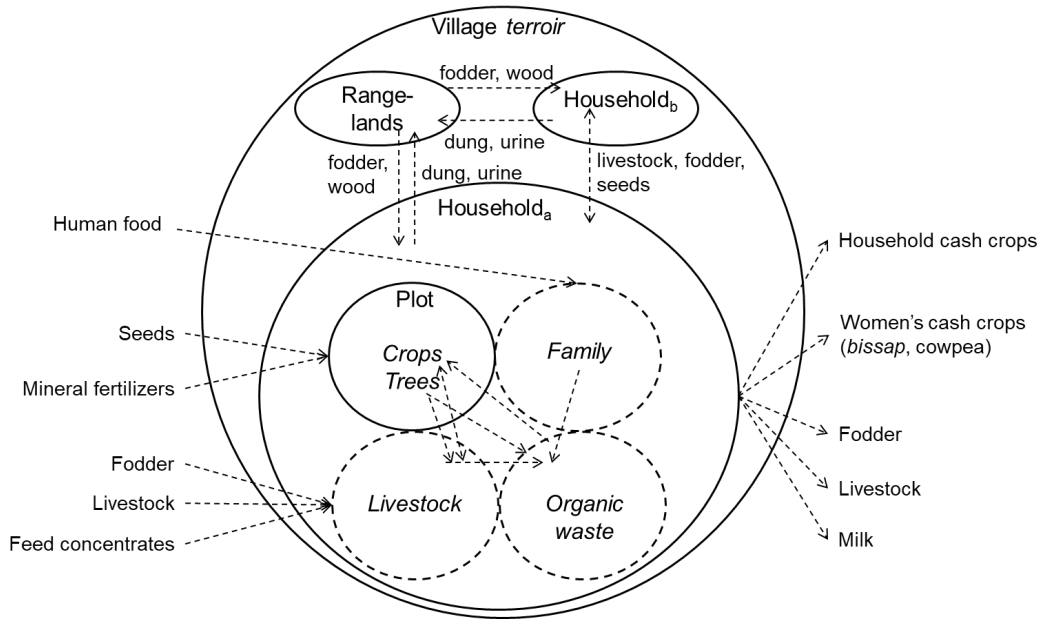 Village terroir
fodder, wood
Range-
lands
Household_b
dung, urine
fodder,
wood
dung, urine
livestock, fodder,
seeds
Household_a
Human food
Household cash crops
Plot
Seeds
Women’s cash crops
(bissap, cowpea)
Crops
Trees
Family
Mineral fertilizers
Fodder
Fodder
Livestock
Livestock
Organic
waste
Livestock
Feed concentrates
Milk